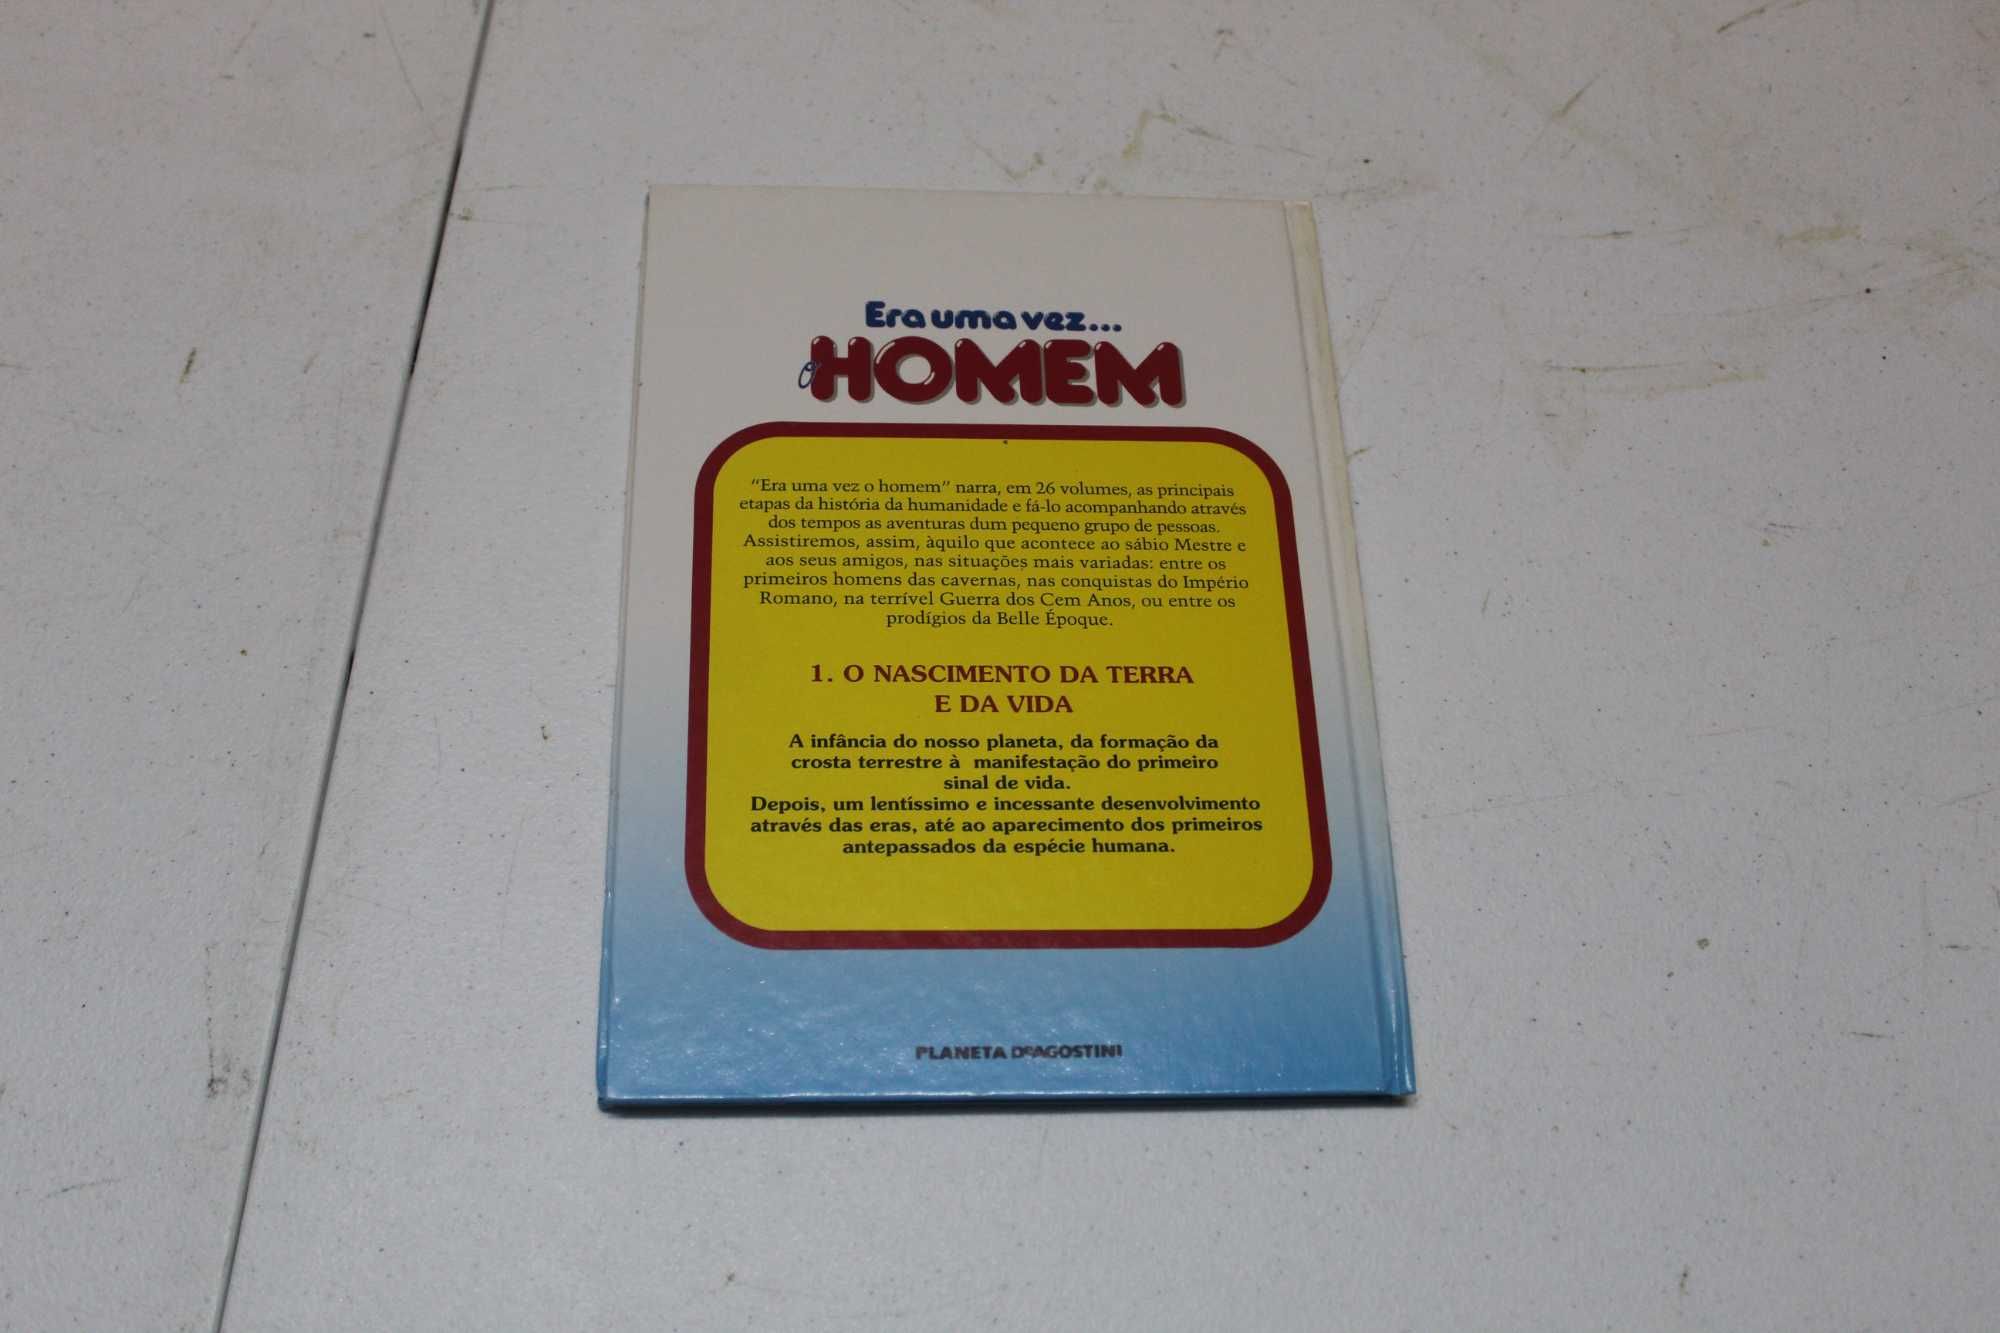 Era uma vez...
o HOMEM
"Era uma vez o homem" narra, em 26 volumes, as principais
etapas da história da humanidade e fá-lo acompanhando através
dos tempos as aventuras dum pequeno grupo de pessoas.
Assistiremos, assim, àquilo que acontece ao sábio Mestre e
aos seus amigos, nas situações mais variadas: entre os
primeiros homens das cavernas, nas conquistas do Império
Romano, na terrível Guerra dos Cem Anos, ou entre os
prodígios da Belle Époque.
1. O NASCIMENTO DA TERRA
E DA VIDA
A infância do nosso planeta, da formação da
crosta terrestre à manifestação do primeiro
sinal de vida.
Depois, um lentíssimo e incessante desenvolvimento
através das eras, até ao aparecimento dos primeiros
antepassados da espécie humana.
PLANETA DeAGOSTINI